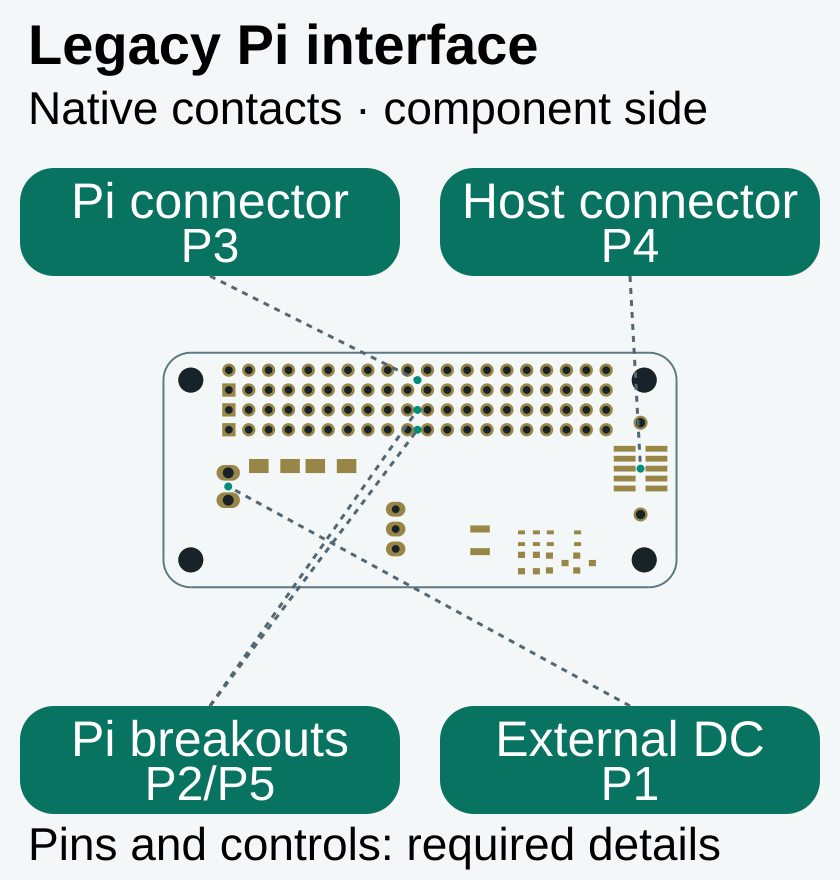 Legacy Pi interface
Native contacts · component side
Pi connector
P3
Host connector
P4
Pi breakouts
P2/P5
External DC
P1
Pins and controls: required details